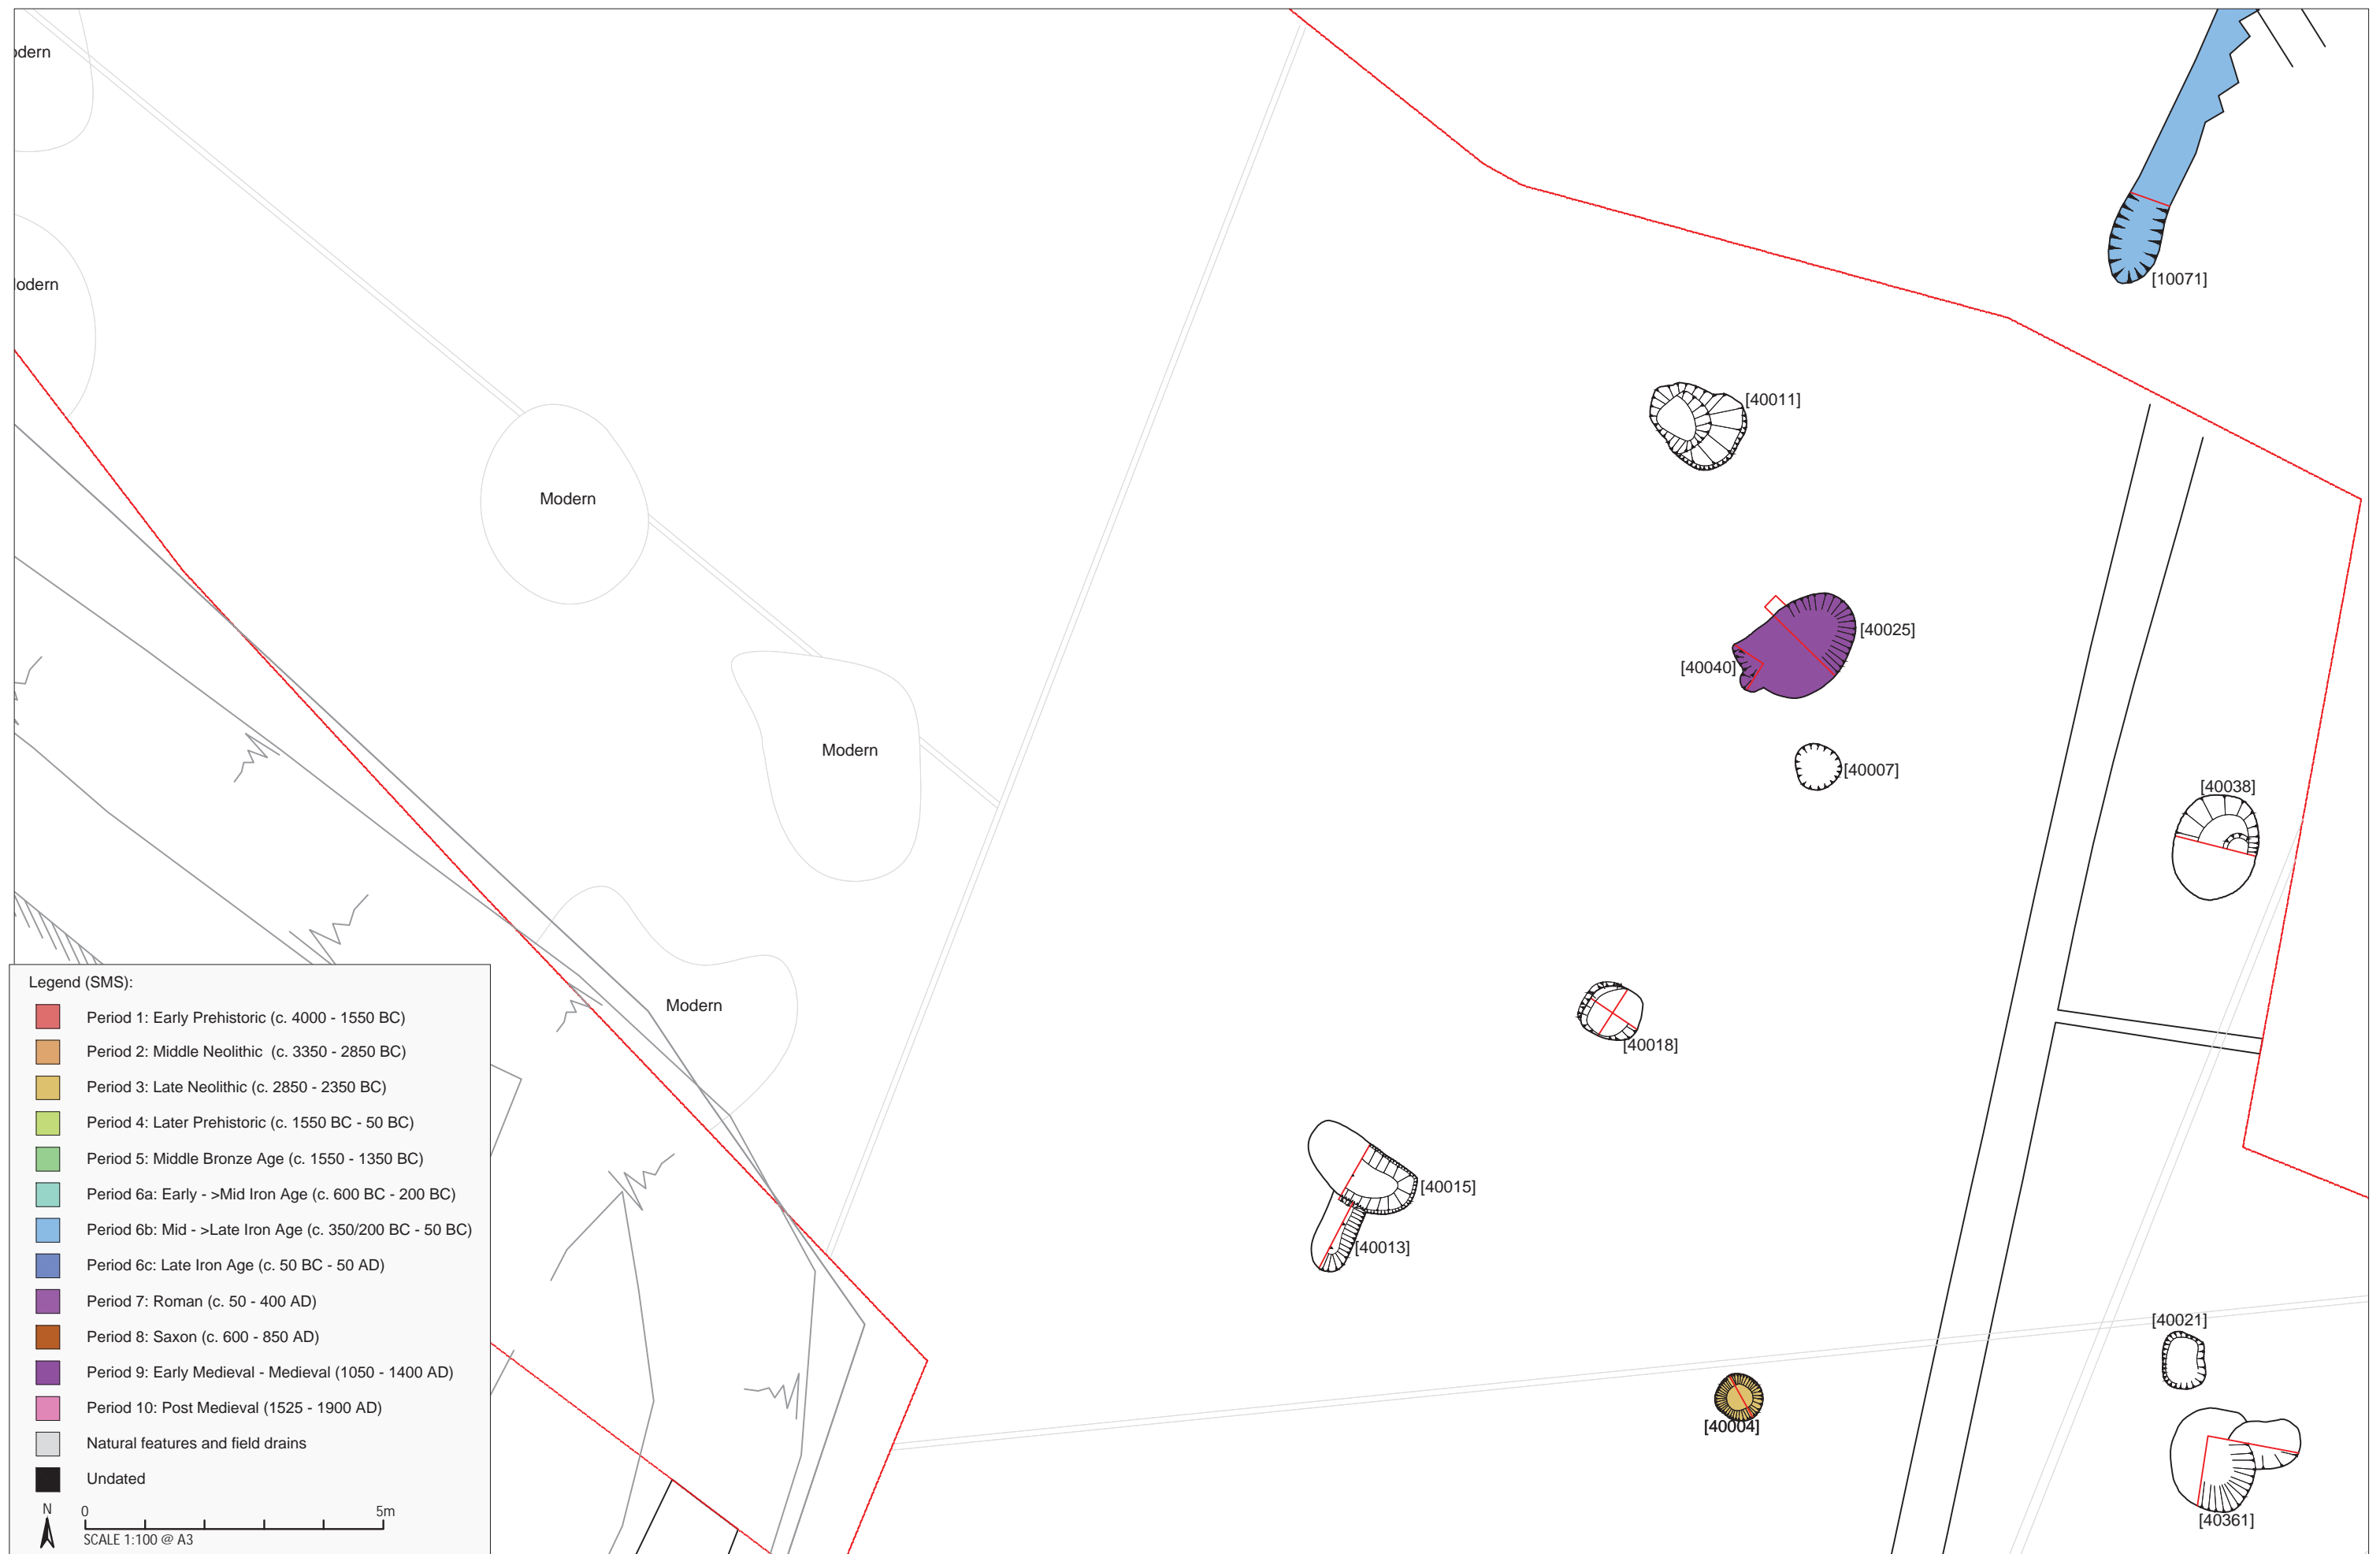 odern
[10071]
odern
[40011]
Modern
[40025]
[40040]
Modern
[40007]
[40038]
Modern
[40018]
[40015]
[40013]
[40021]
[40004]
[40361]
Legend (SMS):
Period 1: Early Prehistoric (c. 4000 - 1550 BC)
Period 2: Middle Neolithic (c. 3350 - 2850 BC)
Period 3: Late Neolithic (c. 2850 - 2350 BC)
Period 4: Later Prehistoric (c. 1550 BC - 50 BC)
Period 5: Middle Bronze Age (c. 1550 - 1350 BC)
Period 6a: Early - >Mid Iron Age (c. 600 BC - 200 BC)
Period 6b: Mid - >Late Iron Age (c. 350/200 BC - 50 BC)
Period 6c: Late Iron Age (c. 50 BC - 50 AD)
Period 7: Roman (c. 50 - 400 AD)
Period 8: Saxon (c. 600 - 850 AD)
Period 9: Early Medieval - Medieval (1050 - 1400 AD)
Period 10: Post Medieval (1525 - 1900 AD)
Natural features and field drains
Undated
N
0 5m
SCALE 1:100 @ A3